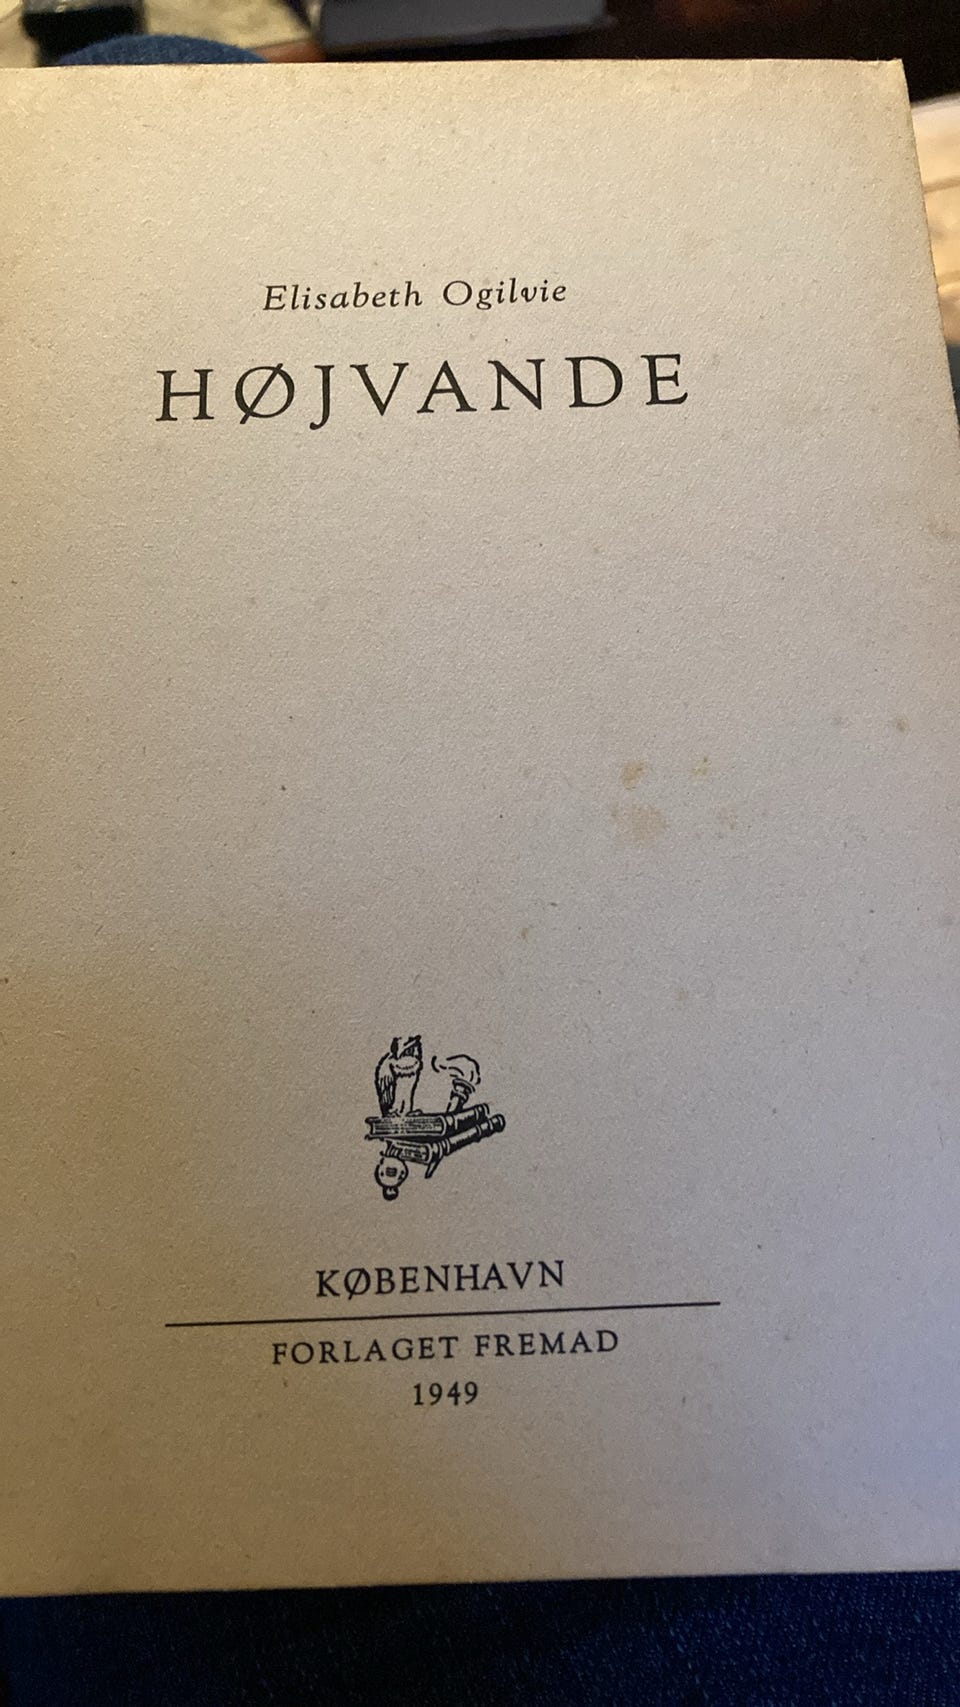 Elisabeth Ogilvie
HØJVANDE
KØBENHAVN
FORLAGET FREMAD
1949